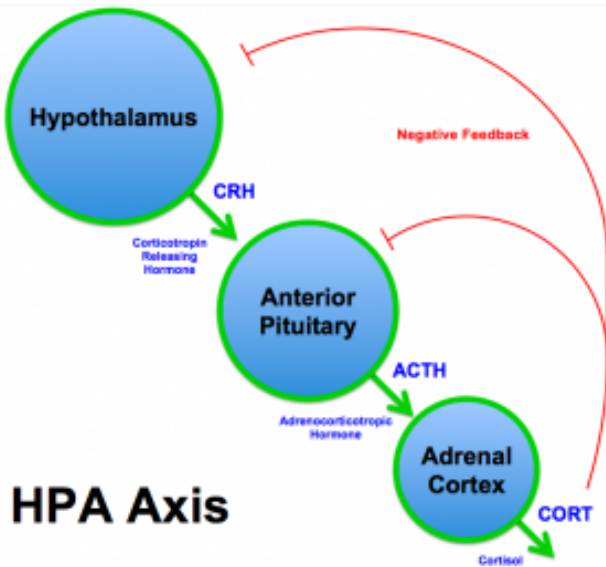 Hypothalamus
Negative Feedback
CRH
Corticotropin
Releasing
Hormone
Anterior
Pituitary
ACTH
Adrenocorticotropic
Hormone
Adrenal
Cortex
HPA Axis
CORT
Cortisol